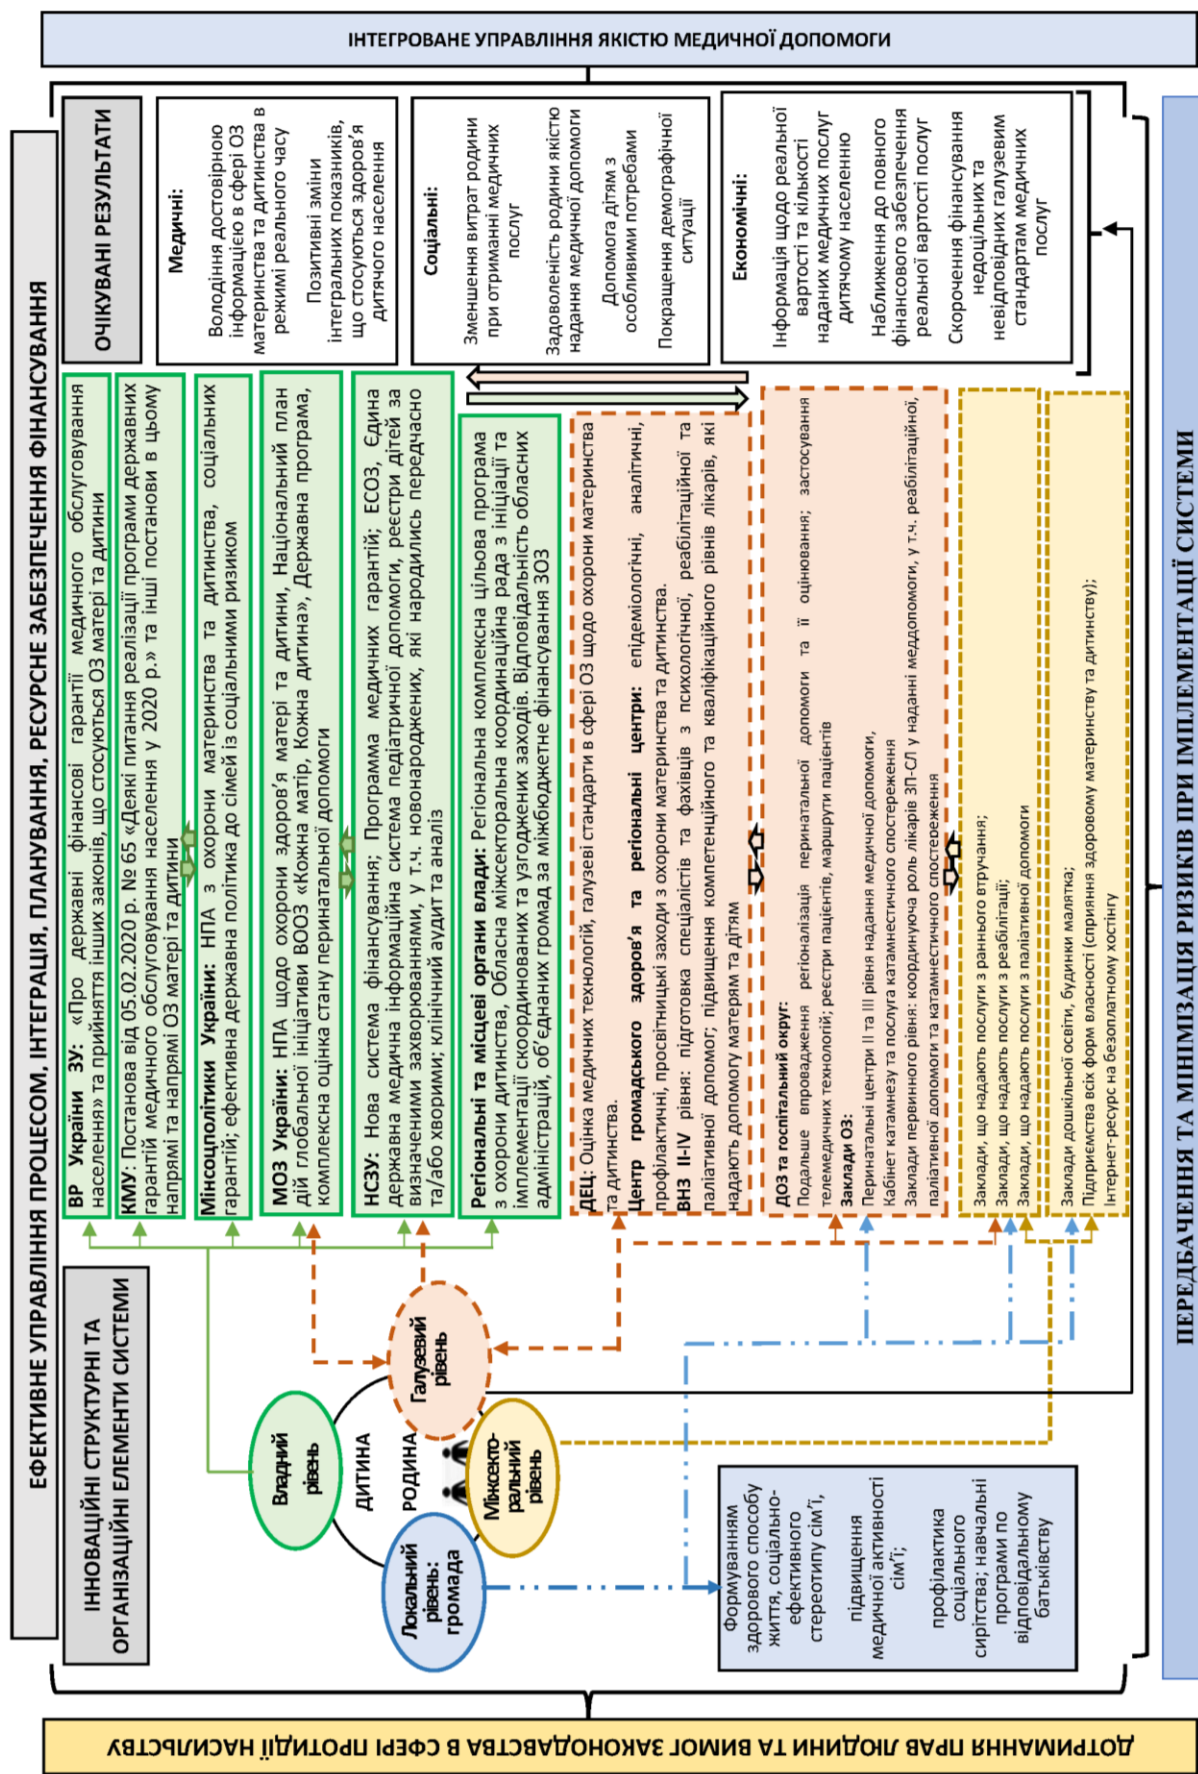 ЕФЕКТИВНЕ УПРАВЛІННЯ ПРОЦЕСОМ, ІНТЕГРАЦІЯ, ПЛАНУВАННЯ, РЕСУРСНЕ ЗАБЕЗПЕЧЕННЯ ФІНАНСУВАННЯ
ДОТРИМАННЯ ПРАВ ЛЮДИНИ ТА ВИМОГ ЗАКОНОДАВСТВА В СФЕРІ ПРОТИДІЇ НАСИЛЬСТВУ
ІННОВАЦІЙНІ СТРУКТУРНІ ТА
ОРГАНІЗАЦІЙНІ ЕЛЕМЕНТИ СИСТЕМИ
Владний
рівень
ДИТИНА
РОДИНА
Локальний
рівень:
громада
Галузевий
рівень
Міжсекто-
ральний
рівень
Формуванням
здорового способу
життя, соціально-
ефективного
стереотипу сім'ї,
підвищення
медичної активності
сім'ї;
профілактика
соціального
сирітства; навчальні
програми по
відповідальному
батьківству
ВР України ЗУ: «Про державні фінансові гарантії медичного обслуговування
населення» та прийняття інших законів, що стосуються ОЗ матері та дитини
КМУ: Постанова від 05.02.2020 р. № 65 «Деякі питання реалізації програми державних
гарантій медичного обслуговування населення у 2020 р.» та інші постанови в цьому
напрямі та напрямі ОЗ матері та дитини
Мінсоцполітики України: НПА з охорони материнства та дитинства, соціальних
гарантій; ефективна державна політика до сімей із соціальним ризиком
МОЗ України: НПА щодо охорони здоров'я матері та дитини, Національний план
дій глобальної ініціативи ВООЗ «Кожна матір, Кожна дитина», Державна програма,
комплексна оцінка стану перинатальної допомоги
НСЗУ: Нова система фінансування; Програма медичних гарантій; ЕСОЗ, Єдина
державна медична інформаційна система педіатричної допомоги, реєстри дітей за
визначеними захворюваннями, у т.ч. новонароджених, які народились передчасно
та/або хворими; клінічний аудит та аналіз
Регіональні та місцеві органи влади: Регіональна комплексна цільова програма
з охорони дитинства, Обласна міжсекторальна координаційна рада з ініціації та
імплементації скоординованих та узгоджених заходів. Відповідальність обласних
адміністрацій, об'єднаних громад за міжбюджетне фінансування ЗОЗ
ДЕЦ: Оцінка медичних технологій, галузеві стандарти в сфері ОЗ щодо охорони материнства
та дитинства.
Центр громадського здоров'я та регіональні центри: епідеміологічні, аналітичні,
профілактичні, просвітницькі заходи з охорони материнства та дитинства.
ВНЗ II-IV рівня: підготовка спеціалістів та фахівців з психологічної, реабілітаційної та
паліативної допомог; підвищення компетенційного та кваліфікаційного рівнів лікарів, які
надають допомогу матерям та дітям
ДОЗ та госпітальний округ:
Подальше впровадження регіоналізація перинатальної допомоги та її оцінювання; застосування
телемедичних технологій; реєстри пацієнтів, маршрути пацієнтів
Заклади ОЗ:
Перинатальні центри II та III рівня надання медичної допомоги,
Кабінет катамнезу та послуга катамнестичного спостереження
Заклади первинного рівня: координуюча роль лікарів ЗП-СЛ у наданні меддопомоги, у т.ч. реабілітаційної,
паліативної допомоги та катамнестичного спостереження
Заклади, що надають послуги з раннього втручання;
Заклади, що надають послуги з реабілітації;
Заклади, що надають послуги з паліативної допомоги
Заклади дошкільної освіти, будинки малятка;
Підприємства всіх форм власності (сприяння здоровому материнству та дитинству);
Інтернет-ресурс на безоплатному хостінгу
ОЧІКУВАНІ РЕЗУЛЬТАТИ
Медичні:
Володіння достовірною
інформацією в сфері ОЗ
материнства та дитинства в
режимі реального часу
Позитивні зміни
інтегральних показників,
що стосуються здоров'я
дитячого населення
Соціальні:
Зменшення витрат родини
при отриманні медичних
послуг
Задоволеність родини якістю
надання медичної допомоги
Допомога дітям з
особливими потребами
Покращення демографічної
ситуації
Економічні:
Інформація щодо реальної
вартості та кількості
наданих медичних послуг
дитячому населенню
Наближення до повного
фінансового забезпечення
реальної вартості послуг
Скорочення фінансування
недоцільних та
невідповідних галузевим
стандартам медичних
послуг
ІНТЕГРОВАНЕ УПРАВЛІННЯ ЯКІСТЮ МЕДИЧНОЇ ДОПОМОГИ
ПЕРЕДБАЧЕННЯ ТА МІНІМІЗАЦІЯ РИЗИКІВ ПРИ ІМПЛЕМЕНТАЦІЇ СИСТЕМИ